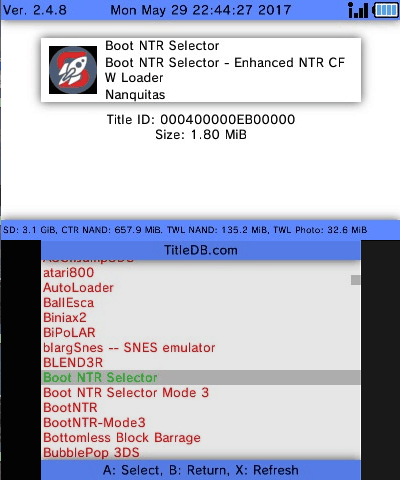 Ver. 2.4.8 Mon May 29 22:44:27 2017
Boot NTR Selector
Boot NTR Selector - Enhanced NTR CF
W Loader
Nanquitas
Title ID: 000400000EB00000
Size: 1.80 MiB
SD: 3.1 GiB, CTR NAND: 657.9 MiB, TWL NAND: 135.2 MiB, TWL Photo: 32.6 MiB
TitleDB.com
atari800
AutoLoader
BallEsca
Biniax2
BiPoLAR
blargSnes -- SNES emulator
BLEND3R
Boot NTR Selector
Boot NTR Selector Mode 3
BootNTR
BootNTR-Mode3
Bottomless Block Barrage
BubblePop 3DS
A: Select, B: Return, X: Refresh